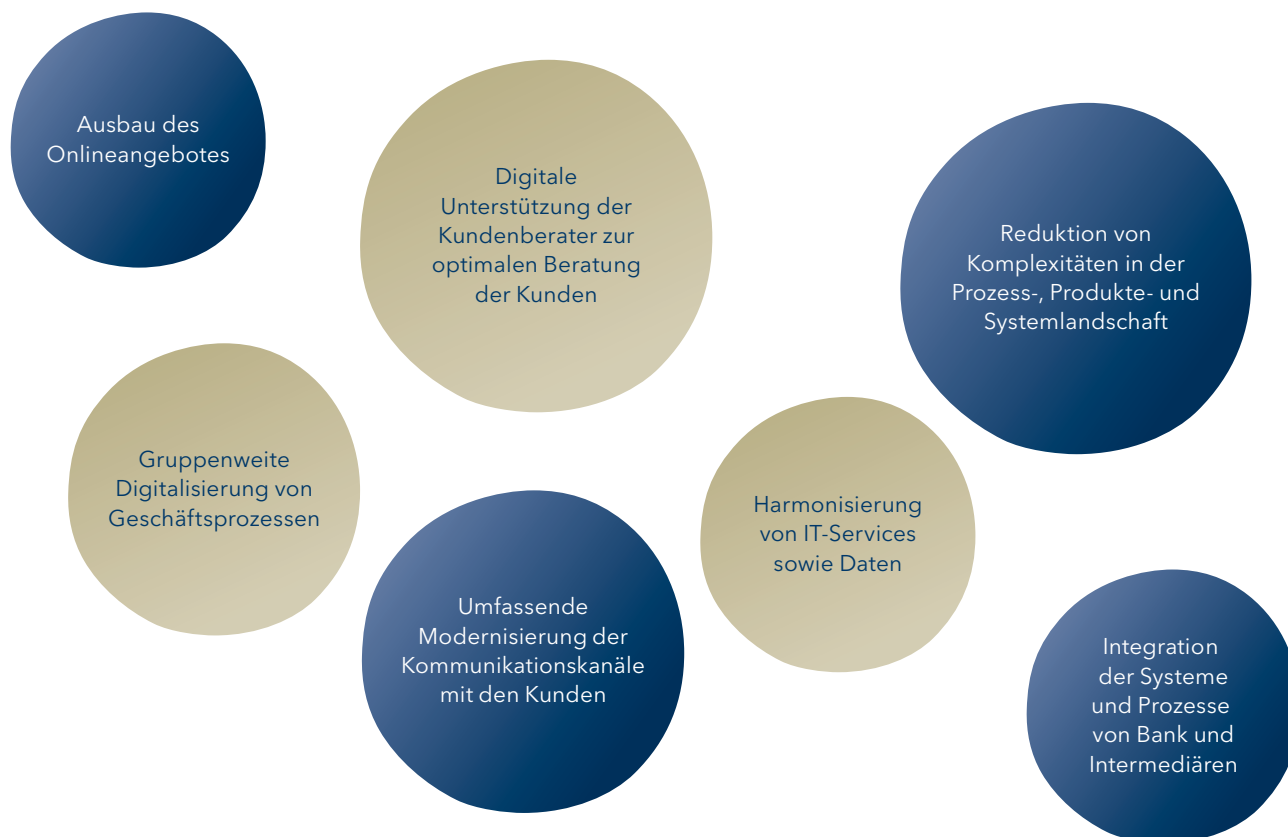 Ausbau des
Onlineangebotes
Digitale
Unterstützung der
Kundenberater zur
optimalen Beratung
der Kunden
Reduktion von
Komplexitäten in der
Prozess-, Produkte- und
Systemlandschaft
Gruppenweite
Digitalisierung von
Geschäftsprozessen
Harmonisierung
von IT-Services
sowie Daten
Umfassende
Modernisierung der
Kommunikationskanäle
mit den Kunden
Integration
der Systeme
und Prozesse
von Bank und
Intermediären